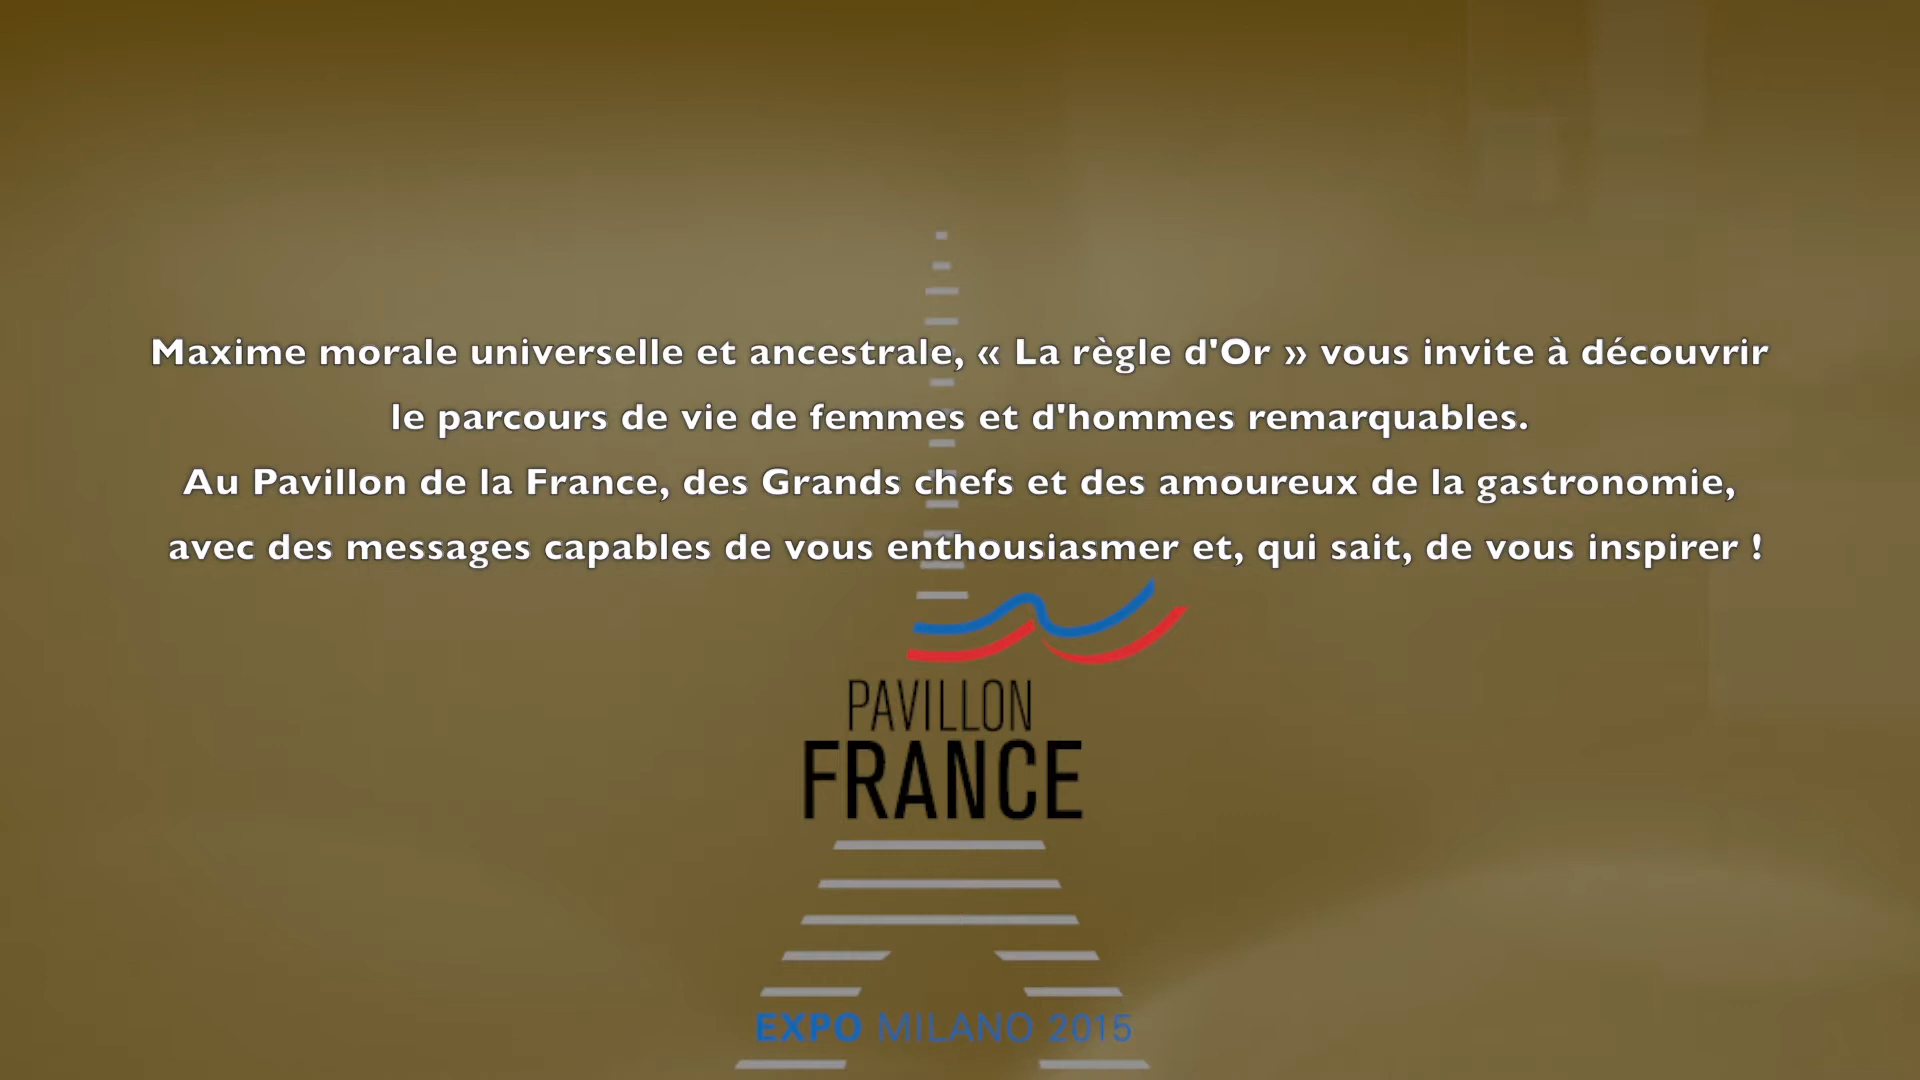 Maxime morale universelle et ancestrale, « La règle d'Or » vous invite à découvrir
le parcours de vie de femmes et d'hommes remarquables.
Au Pavillon de la France, des Grands chefs et des amoureux de la gastronomie,
avec des messages capables de vous enthousiasmer et, qui sait, de vous inspirer !
PAVILLON
FRANCE
EXPO MILANO 2015